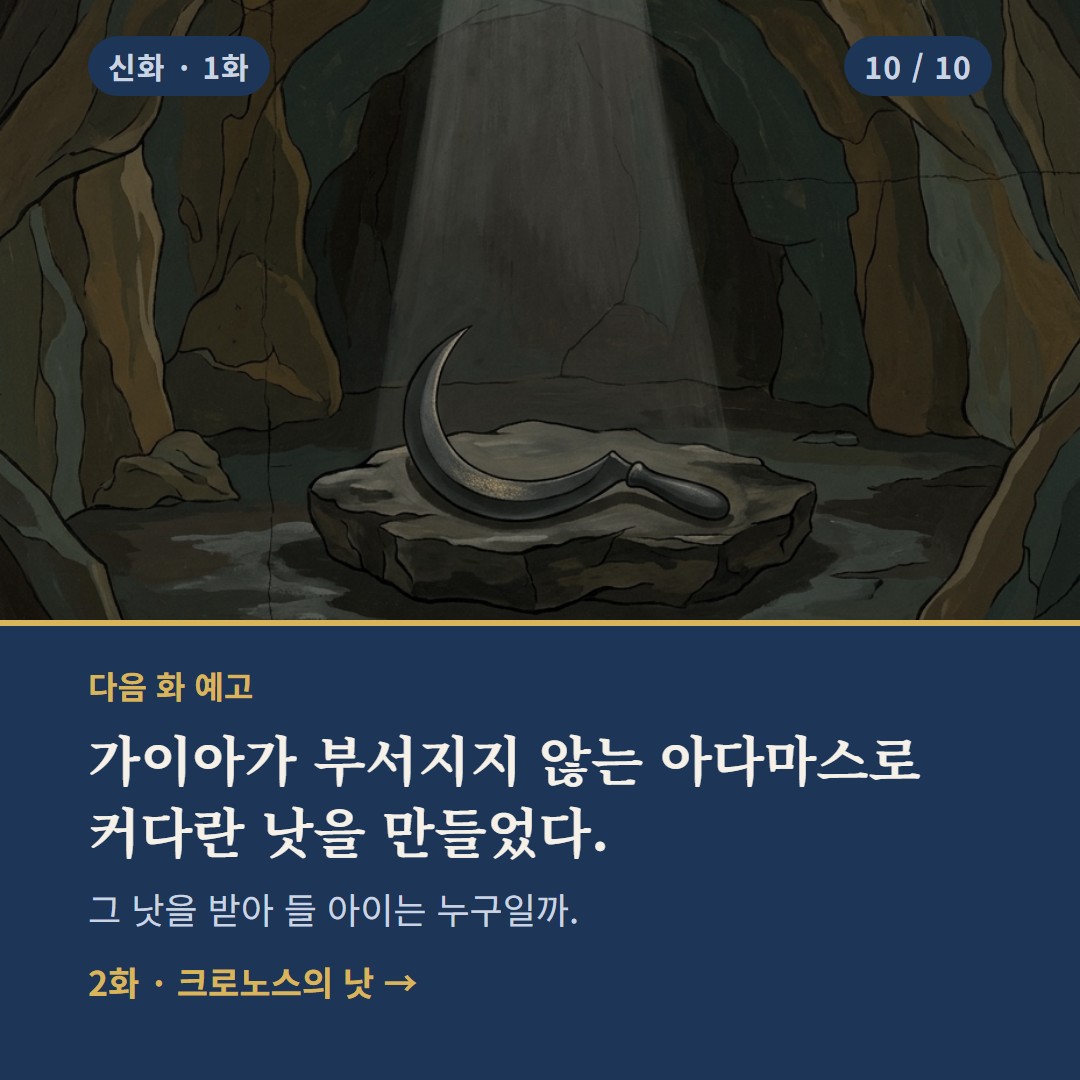 신화 · 1화
10 / 10
다음 화 예고
가이아가 부서지지 않는 아다마스로
커다란 낫을 만들었다.
그 낫을 받아 들 아이는 누구일까.
2화 · 크로노스의 낫 →